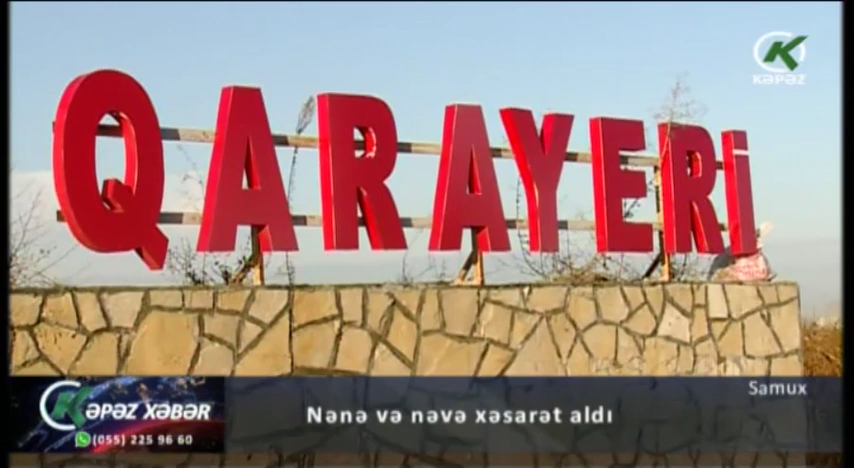 KƏPƏZ
QARAYERİ
Samux
KƏPƏZ XƏBƏR
Nənə və nəvə xəsarət aldı
(055) 225 96 60